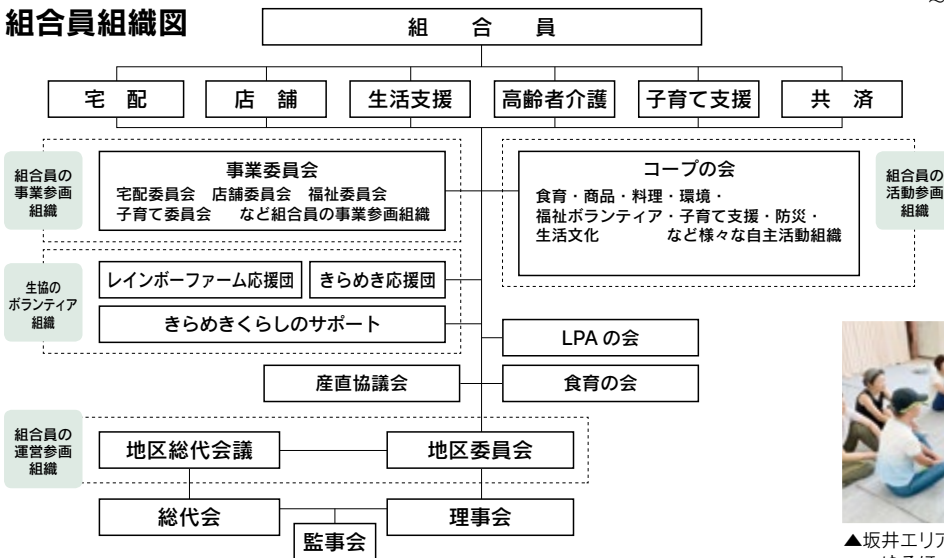 組合員組織図
組 合 員
宅 配
店 舗
生活支援
高齢者介護
子育て支援
共 済
組合員の
事業参画
組織
事業委員会
宅配委員会 店舗委員会 福祉委員会
子育て委員会 など組合員の事業参画組織
コープの会
食育・商品・料理・環境・
福祉ボランティア・子育て支援・防災・
生活文化 など様々な自主活動組織
組合員の
活動参画
組織
生協の
ボランティア
組織
レインボーファーム応援団
きらめき応援団
きらめきくらしのサポート
LPAの会
産直協議会
食育の会
組合員の
運営参画
組織
地区総代会議
地区委員会
総代会
理事会
監事会
▲坂井エリア